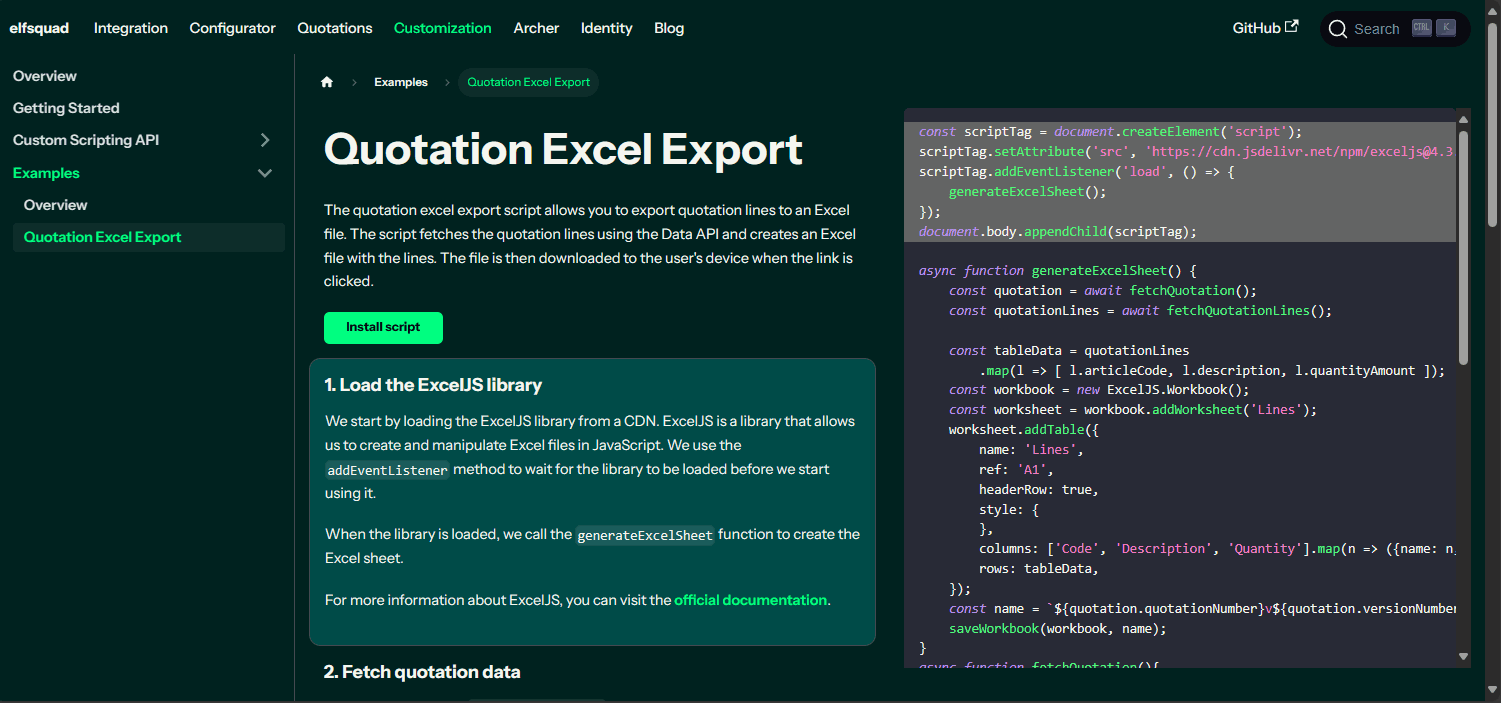 elfsquad Integration Configurator Quotations Customization Archer Identity Blog GitHub Search CTRL K
Overview
Getting Started
Custom Scripting API
Examples
Overview
Quotation Excel Export
Examples Quotation Excel Export
Quotation Excel Export
The quotation excel export script allows you to export quotation lines to an Excel
file. The script fetches the quotation lines using the Data API and creates an Excel
file with the lines. The file is then downloaded to the user's device when the link is
clicked.
Install script
1. Load the ExcelJS library
We start by loading the ExcelJS library from a CDN. ExcelJS is a library that allows
us to create and manipulate Excel files in JavaScript. We use the
addEventListener method to wait for the library to be loaded before we start
using it.
When the library is loaded, we call the generateExcelSheet function to create the
Excel sheet.
For more information about ExcelJS, you can visit the official documentation.
2. Fetch quotation data
const scriptTag = document.createElement('script');
scriptTag.setAttribute('src', 'https://cdn.jsdelivr.net/npm/exceljs@4.3
scriptTag.addEventListener('load', () => {
    generateExcelSheet();
});
document.body.appendChild(scriptTag);
async function generateExcelSheet() {
    const quotation = await fetchQuotation();
    const quotationLines = await fetchQuotationLines();
    const tableData = quotationLines
        .map(l => [ l.articleCode, l.description, l.quantityAmount ]);
    const workbook = new ExcelJS.Workbook();
    const worksheet = workbook.addWorksheet('Lines');
    worksheet.addTable({
        name: 'Lines',
        ref: 'A1',
        headerRow: true,
        style: {
        },
        columns: ['Code', 'Description', 'Quantity'].map(n => ({name: n,
        rows: tableData,
    });
    const name = `${quotation.quotationNumber}v${quotation.versionNumber
    saveWorkbook(workbook, name);
}
async function fetchQuotation(){